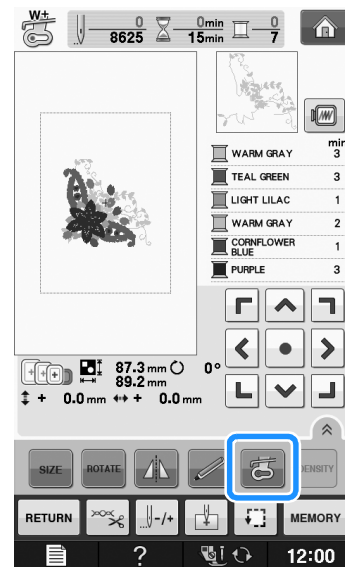 W+
0 0min 0
8625 15min 7
min
WARM GRAY 3
TEAL GREEN 3
LIGHT LILAC 1
WARM GRAY 2
CORNFLOWER
BLUE 1
PURPLE 3
87.3 mm 0°
89.2 mm
+ 0.0 mm + 0.0 mm
SIZE ROTATE DENSITY
RETURN -/+ MEMORY
? 12:00